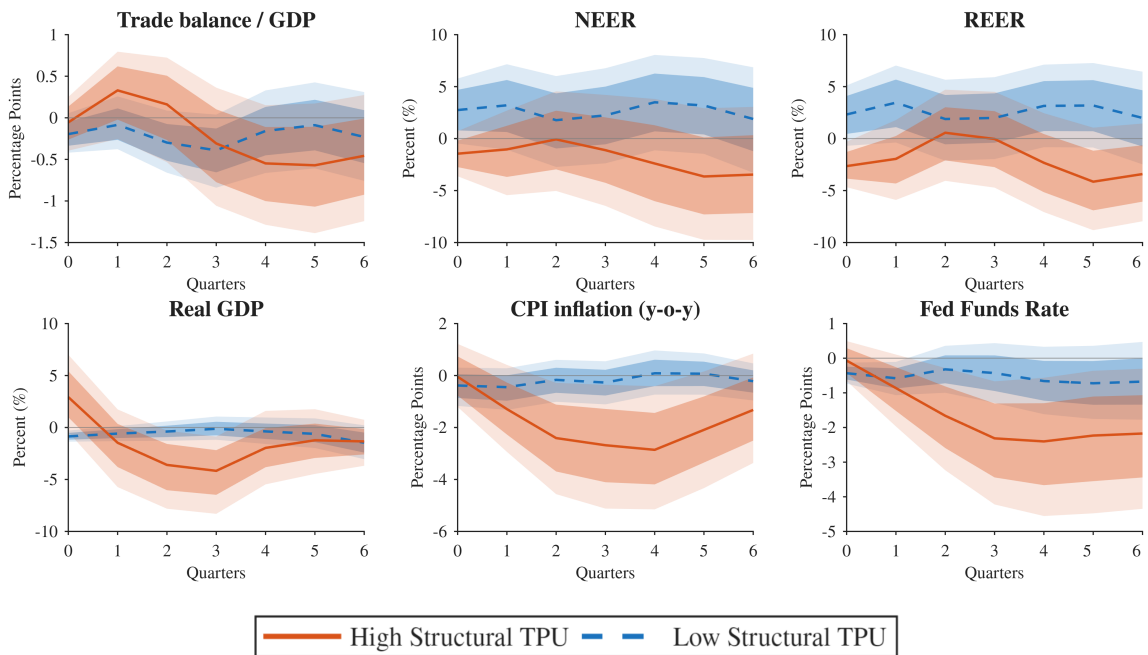 Trade balance / GDP
Percentage Points
1
0.5
0
-0.5
-1
-1.5
0 1 2 3 4 5 6
Quarters
NEER
Percent (%)
10
5
0
-5
-10
0 1 2 3 4 5 6
Quarters
REER
Percent (%)
10
5
0
-5
-10
0 1 2 3 4 5 6
Quarters
Real GDP
Percent (%)
10
5
0
-5
-10
0 1 2 3 4 5 6
Quarters
CPI inflation (y-o-y)
Percentage Points
2
0
-2
-4
-6
0 1 2 3 4 5 6
Quarters
Fed Funds Rate
Percentage Points
1
0
-1
-2
-3
-4
-5
0 1 2 3 4 5 6
Quarters
High Structural TPU Low Structural TPU